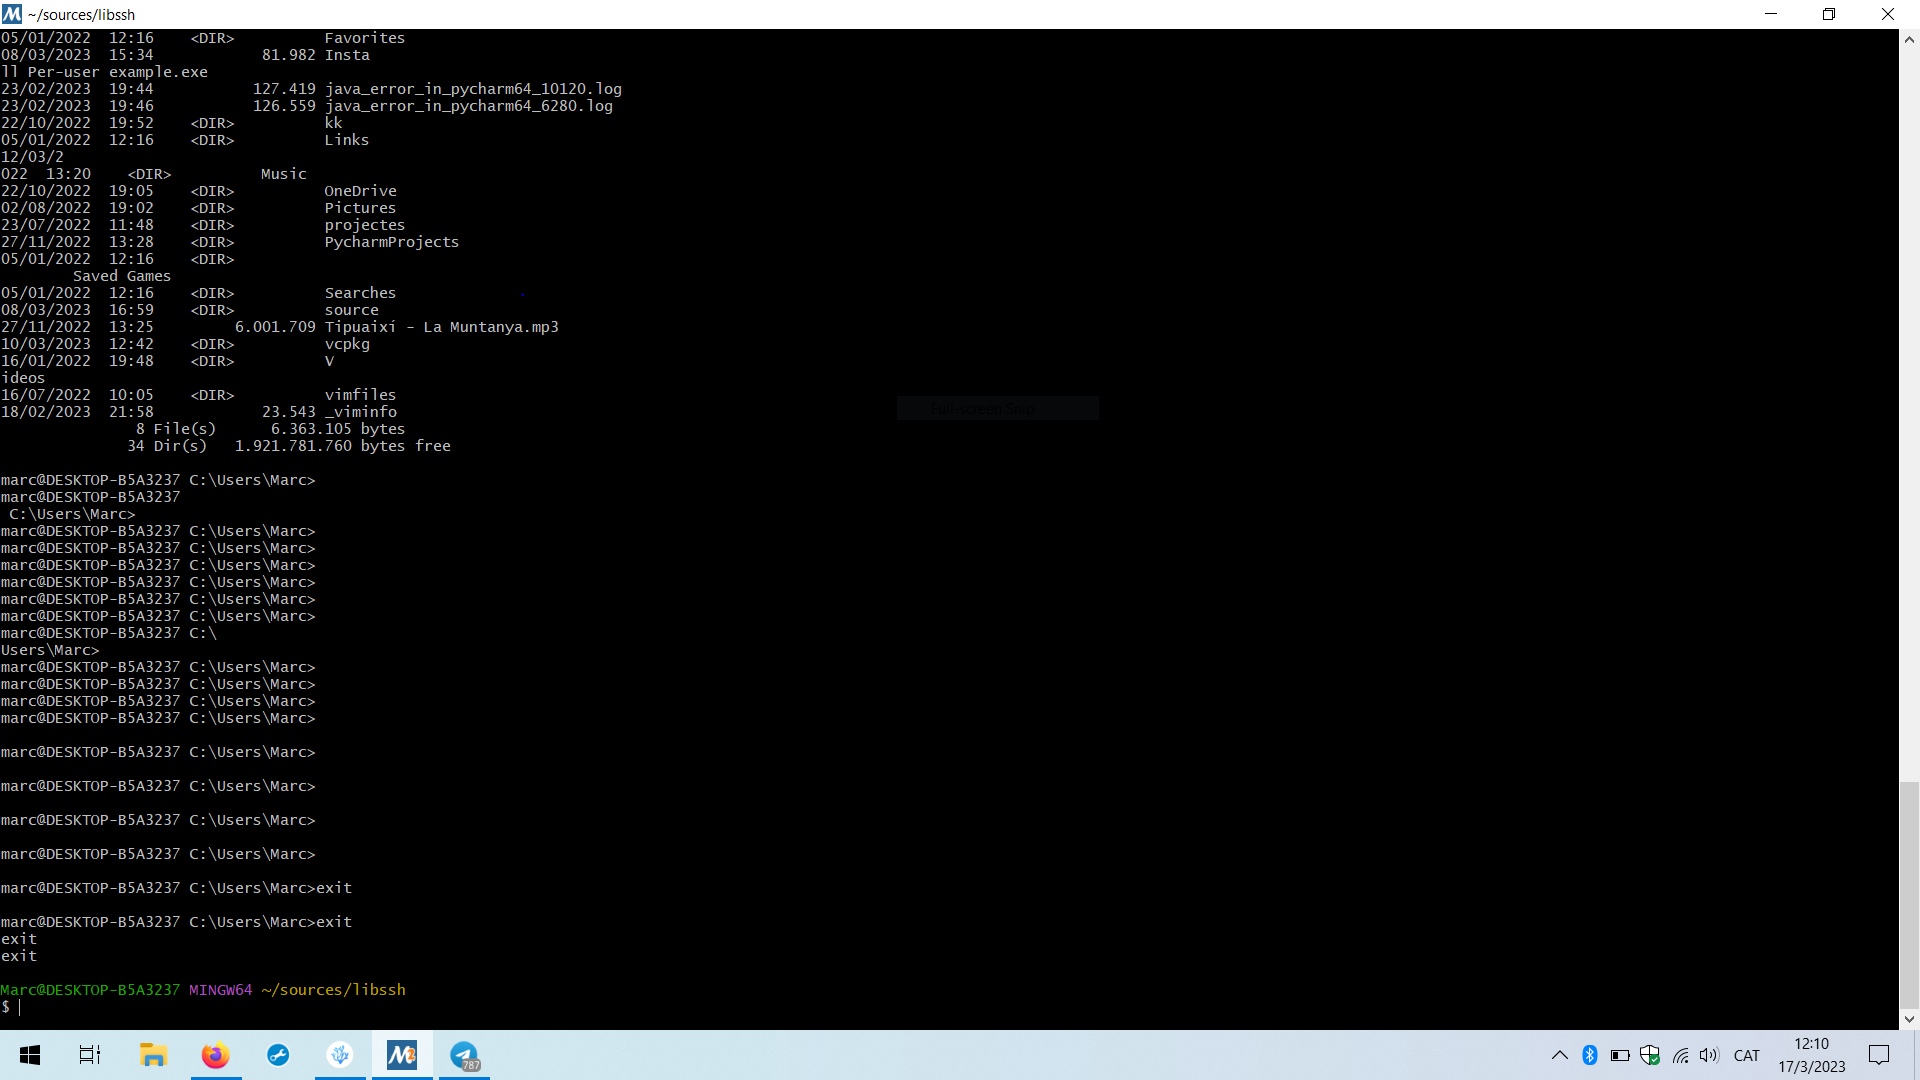 ~/sources/libssh
05/01/2022  12:16    <DIR>          Favorites
08/03/2023  15:34            81.982 Insta
ll Per-user example.exe
23/02/2023  19:44           127.419 java_error_in_pycharm64_10120.log
23/02/2023  19:46           126.559 java_error_in_pycharm64_6280.log
22/10/2022  19:52    <DIR>          kk
05/01/2022  12:16    <DIR>          Links
12/03/2
022  13:20    <DIR>          Music
22/10/2022  19:05    <DIR>          OneDrive
02/08/2022  19:02    <DIR>          Pictures
23/07/2022  11:48    <DIR>          projectes
27/11/2022  13:28    <DIR>          PycharmProjects
05/01/2022  12:16    <DIR>
        Saved Games
05/01/2022  12:16    <DIR>          Searches
08/03/2023  16:59    <DIR>          source
27/11/2022  13:25         6.001.709 Tipuaixí - La Muntanya.mp3
10/03/2023  12:42    <DIR>          vcpkg
16/01/2022  19:48    <DIR>          V
ideos
16/07/2022  10:05    <DIR>          vimfiles
18/02/2023  21:58            23.543 _viminfo
               8 File(s)      6.363.105 bytes
              34 Dir(s)   1.921.781.760 bytes free
Full-screen Snip
marc@DESKTOP-B5A3237 C:\Users\Marc>
marc@DESKTOP-B5A3237
 C:\Users\Marc>
marc@DESKTOP-B5A3237 C:\Users\Marc>
marc@DESKTOP-B5A3237 C:\Users\Marc>
marc@DESKTOP-B5A3237 C:\Users\Marc>
marc@DESKTOP-B5A3237 C:\Users\Marc>
marc@DESKTOP-B5A3237 C:\Users\Marc>
marc@DESKTOP-B5A3237 C:\Users\Marc>
marc@DESKTOP-B5A3237 C:\
Users\Marc>
marc@DESKTOP-B5A3237 C:\Users\Marc>
marc@DESKTOP-B5A3237 C:\Users\Marc>
marc@DESKTOP-B5A3237 C:\Users\Marc>
marc@DESKTOP-B5A3237 C:\Users\Marc>
marc@DESKTOP-B5A3237 C:\Users\Marc>
marc@DESKTOP-B5A3237 C:\Users\Marc>
marc@DESKTOP-B5A3237 C:\Users\Marc>
marc@DESKTOP-B5A3237 C:\Users\Marc>
marc@DESKTOP-B5A3237 C:\Users\Marc>exit
marc@DESKTOP-B5A3237 C:\Users\Marc>exit
exit
exit
Marc@DESKTOP-B5A3237 MINGW64 ~/sources/libssh
$
787
CAT
12:10
17/3/2023